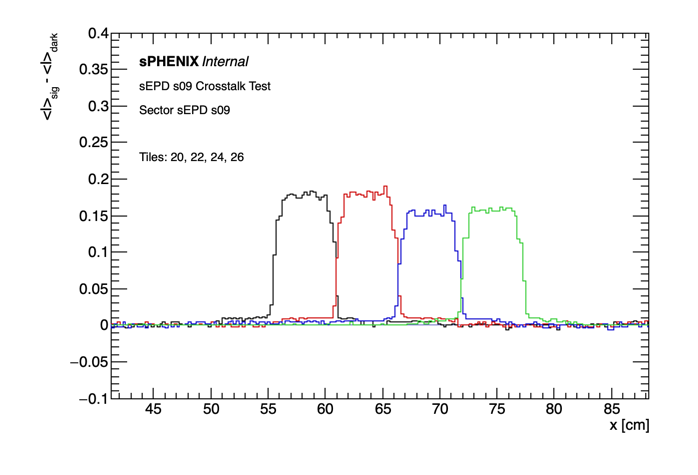 <I>sig - <I>dark
0.4
0.35
0.3
0.25
0.2
0.15
0.1
0.05
0
−0.05
−0.1
sPHENIX Internal
sEPD s09 Crosstalk Test
Sector sEPD s09
Tiles: 20, 22, 24, 26
45 50 55 60 65 70 75 80 85
x [cm]